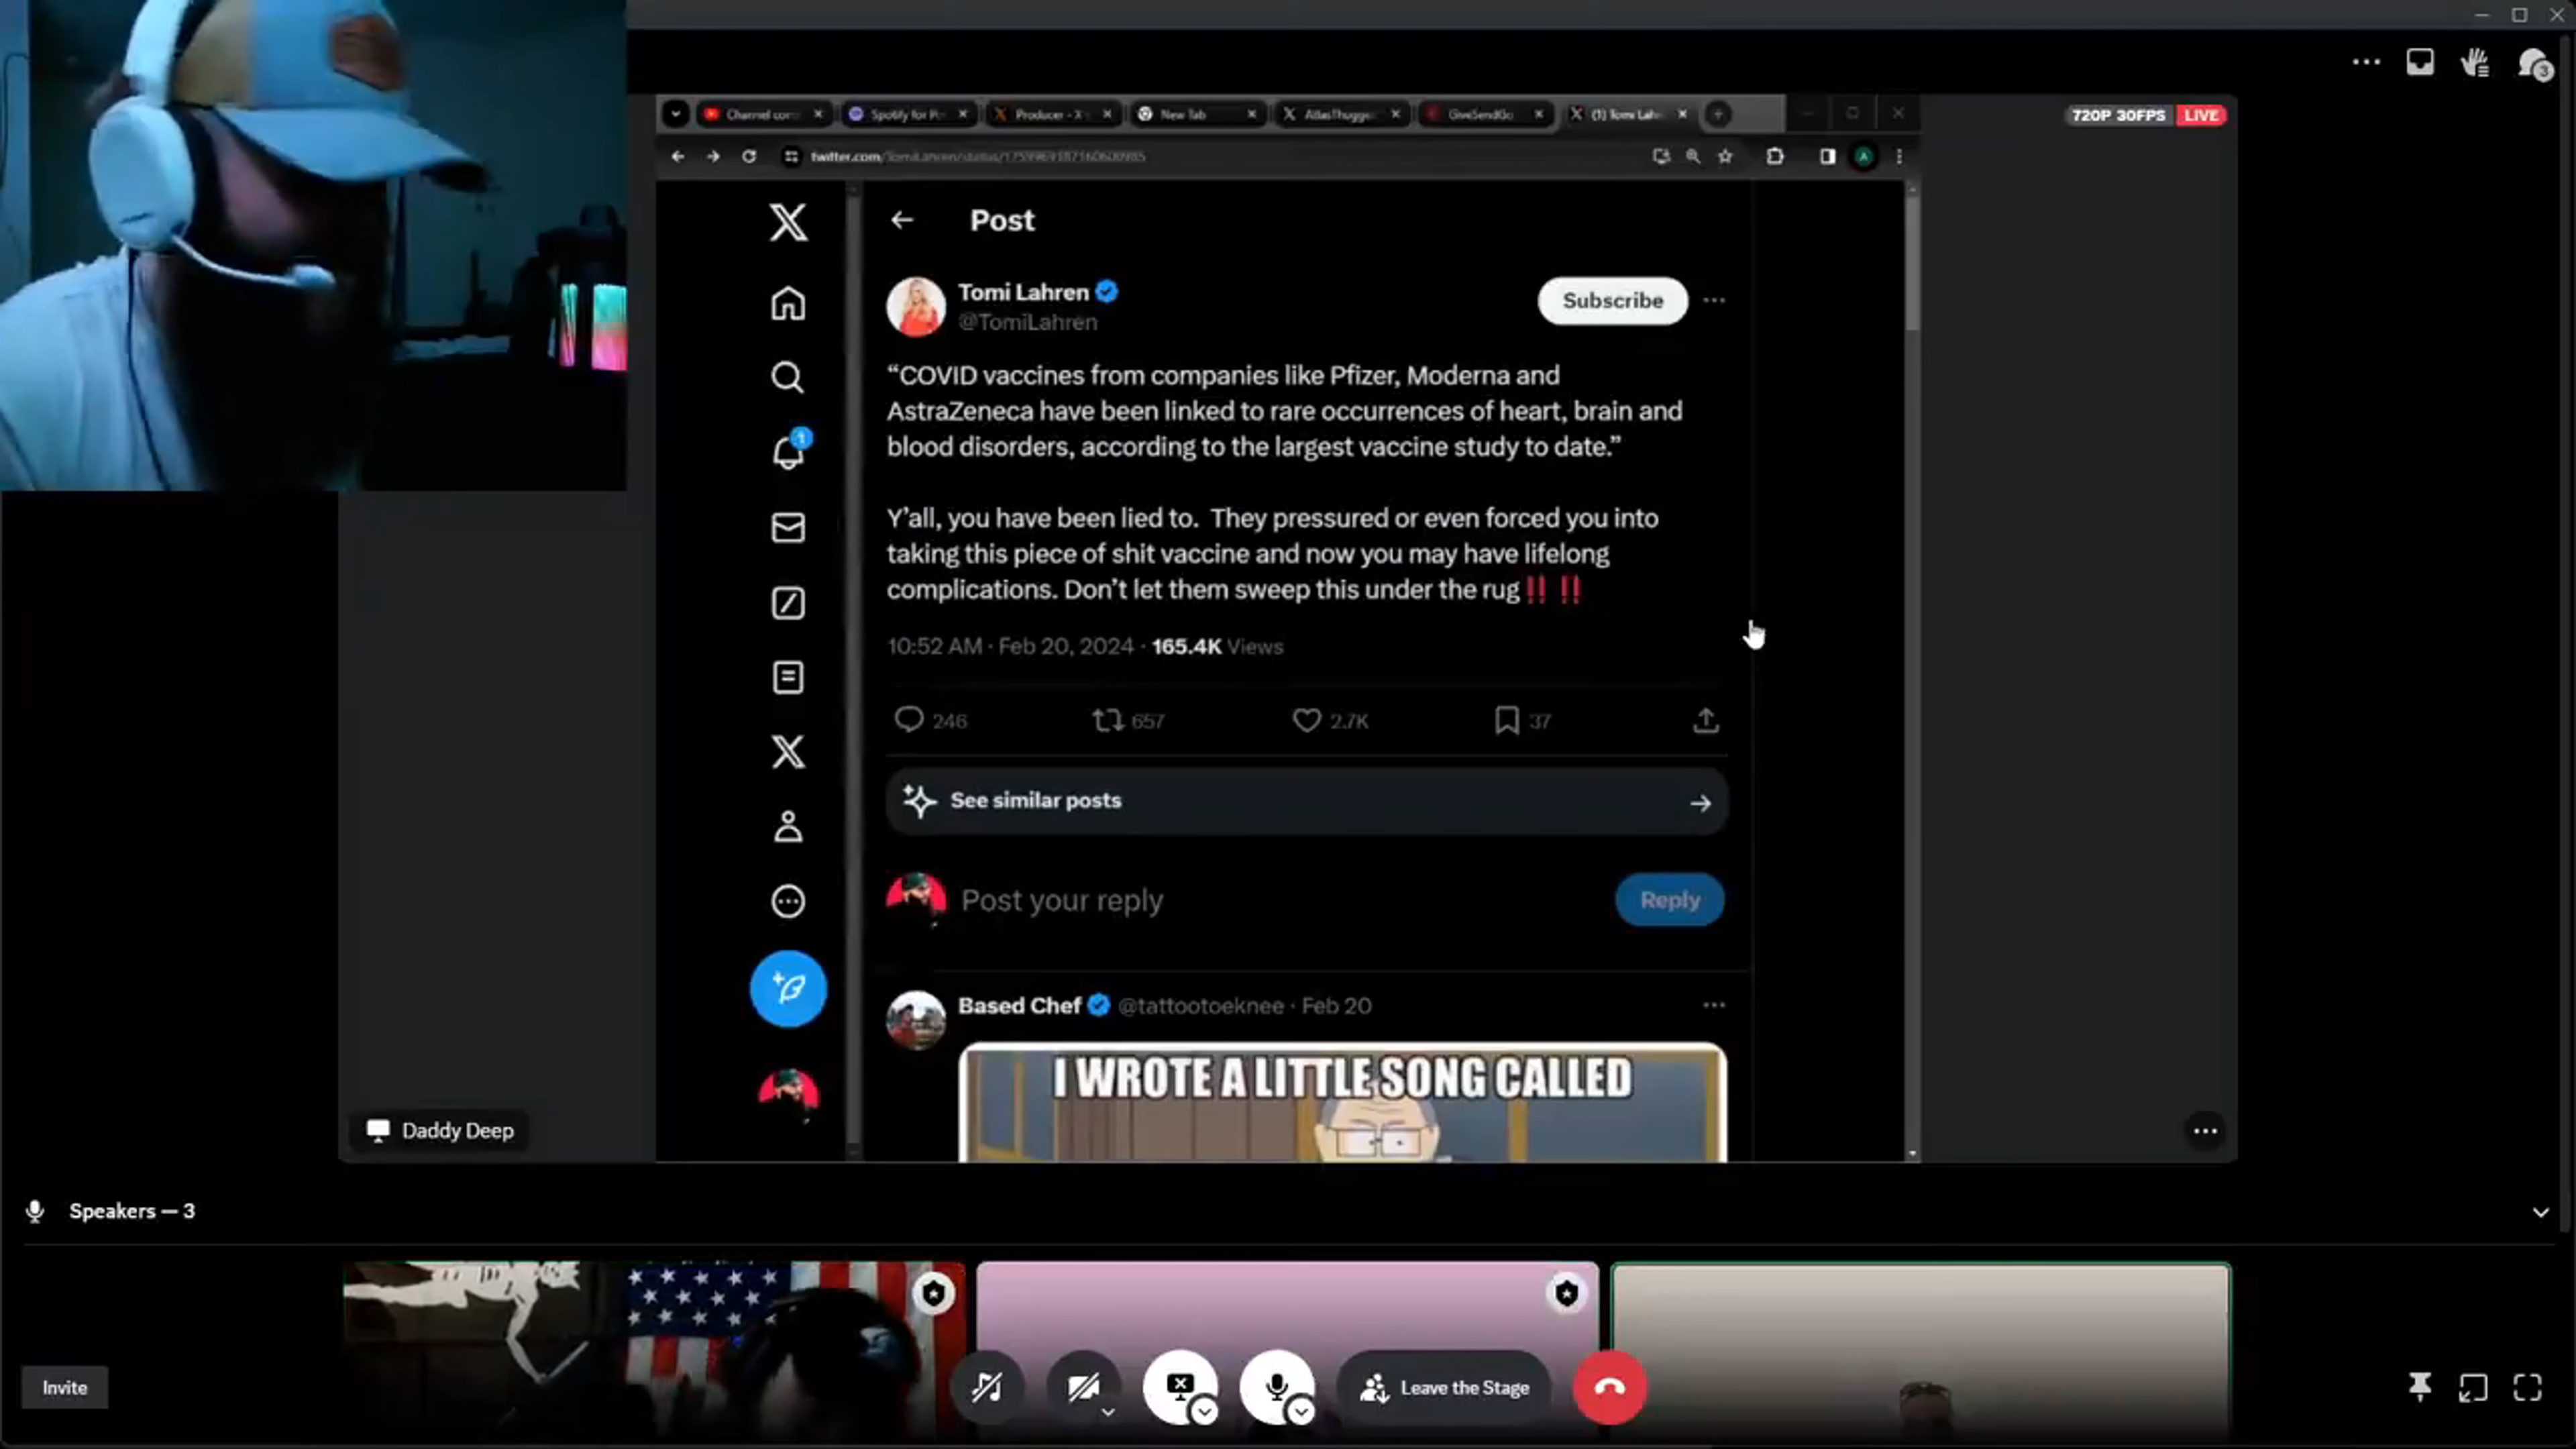 720P 30FPS LIVE
3
Channel con
Spotify for Po
Producer - X
New Tab
AtlasThugge
GiveSendGo
(1) Tomi Lahr
twitter.com/TomiLahren/status/
A
Post
Tomi Lahren
@TomiLahren
Subscribe
“COVID vaccines from companies like Pfizer, Moderna and
AstraZeneca have been linked to rare occurrences of heart, brain and
blood disorders, according to the largest vaccine study to date.”
Y’all, you have been lied to. They pressured or even forced you into
taking this piece of shit vaccine and now you may have lifelong
complications. Don’t let them sweep this under the rug‼️ ‼️
1
10:52 AM · Feb 20, 2024 · 165.4K Views
246
657
2.7K
37
See similar posts
Post your reply
Reply
Based Chef @tattootoeknee · Feb 20
I WROTE A LITTLE SONG CALLED
Daddy Deep
Speakers — 3
Invite
Leave the Stage